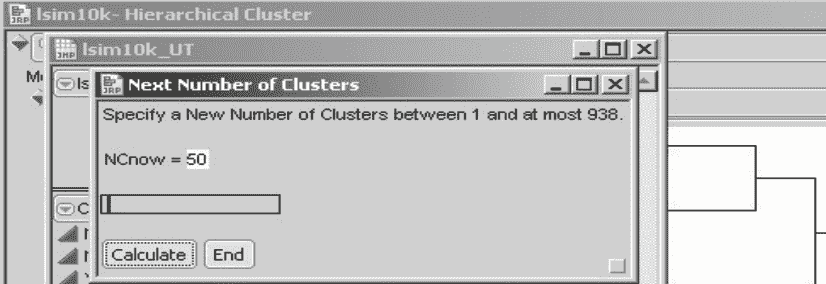 lsim10k- Hierarchical Cluster
lsim10k_UT
Next Number of Clusters
Specify a New Number of Clusters between 1 and at most 938.
NCnow = 50
Calculate End